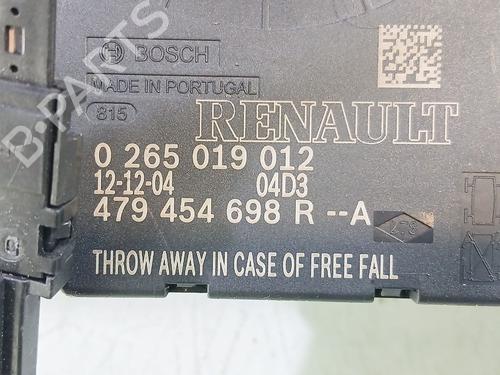 BOSCH
MADE IN PORTUGAL
815
RENAULT
0 265 019 012
12-12-04 04D3
479 454 698 R --A
THROW AWAY IN CASE OF FREE FALL
B-PARTS